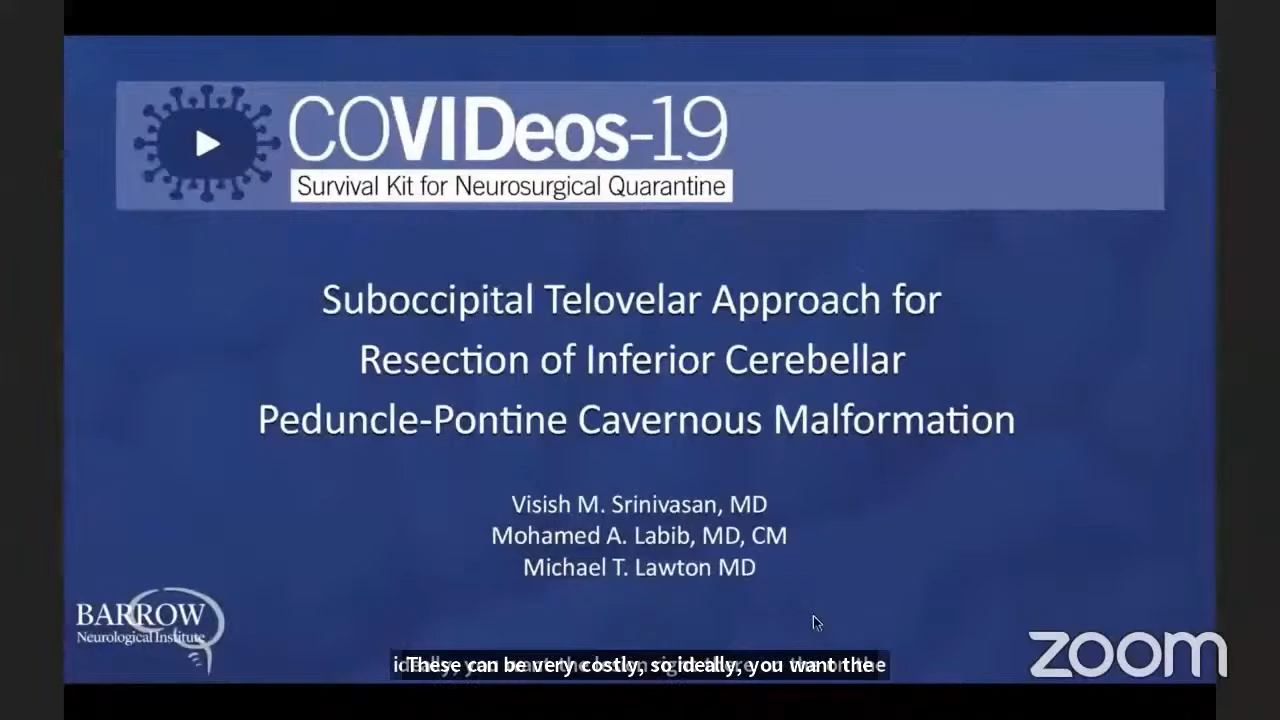 COVIDeos-19
Survival Kit for Neurosurgical Quarantine
Suboccipital Telovelar Approach for
Resection of Inferior Cerebellar
Peduncle-Pontine Cavernous Malformation
Visish M. Srinivasan, MD
Mohamed A. Labib, MD, CM
Michael T. Lawton MD
BARROW
Neurological Institute
zoom
These can be very costly, so ideally, you want the